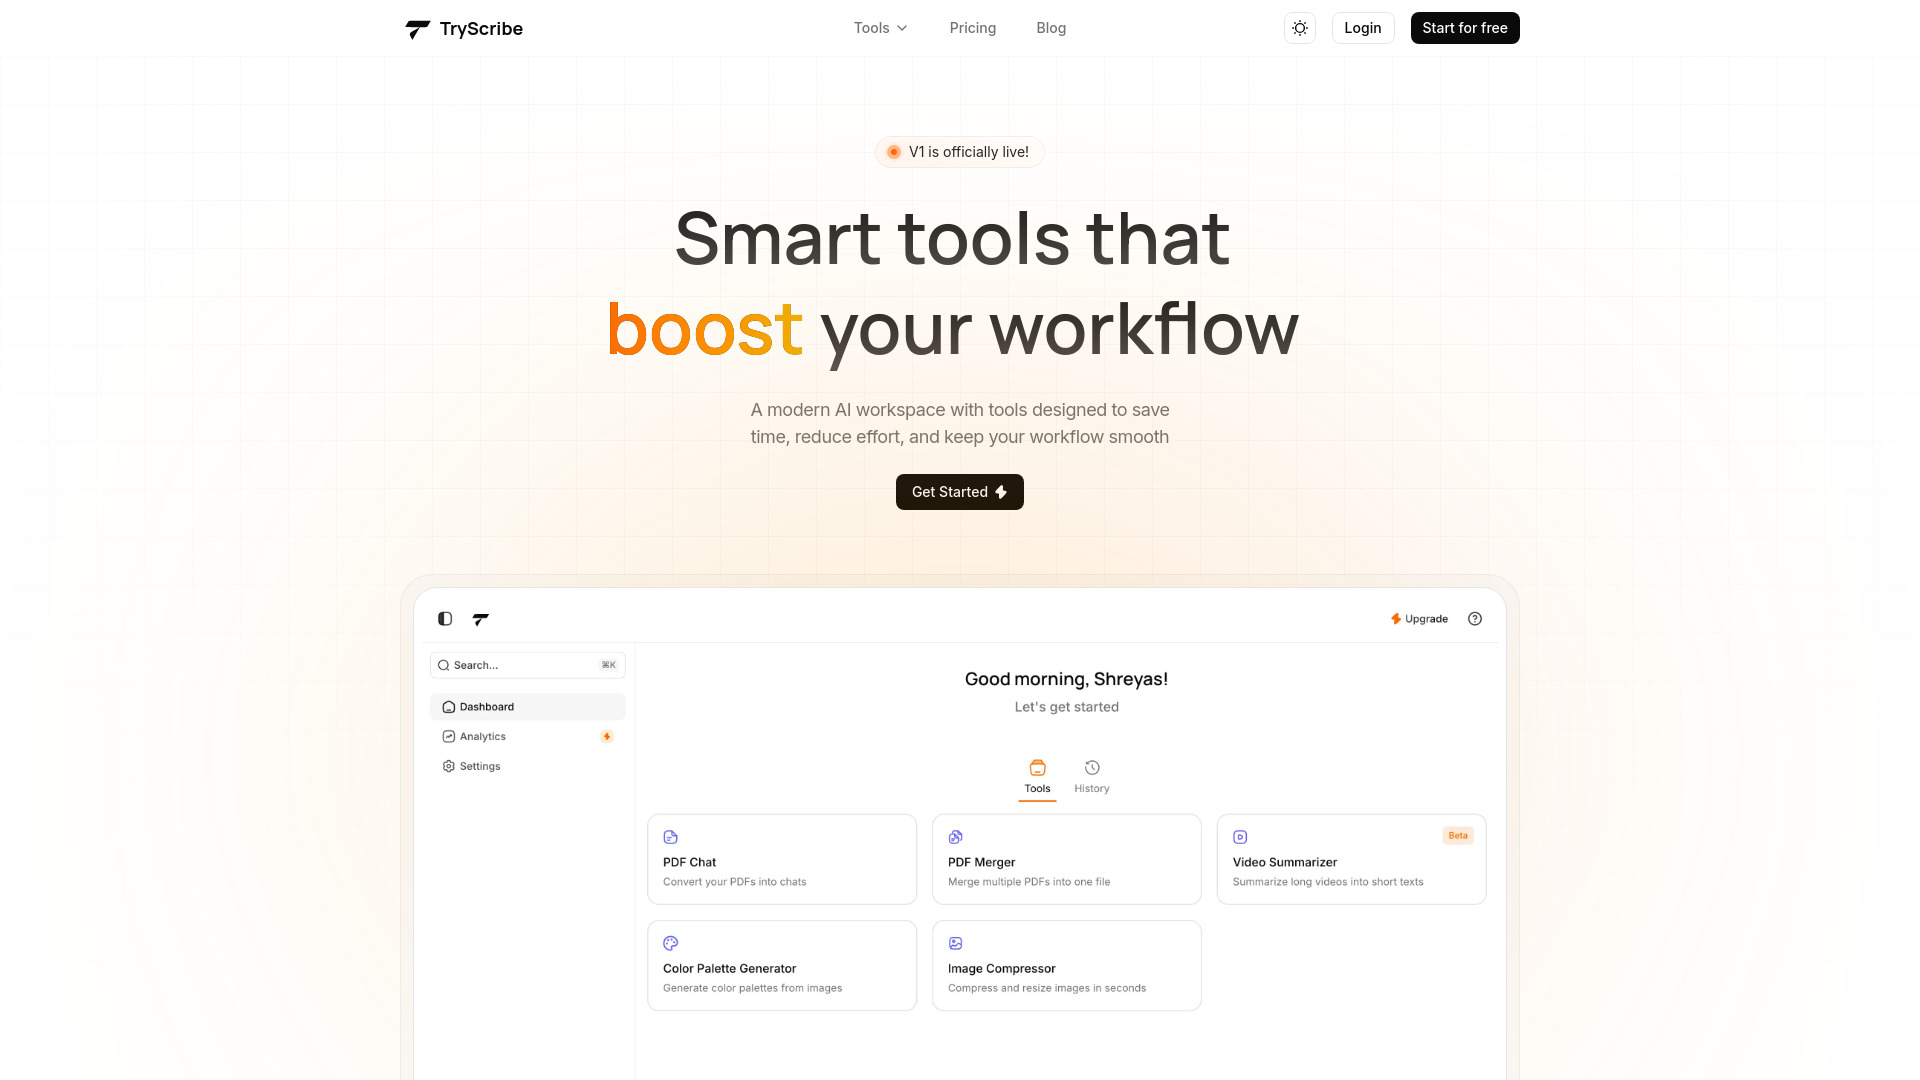 TryScribe
Tools
Pricing
Blog
Login
Start for free
V1 is officially live!
Smart tools that
boost your workflow
A modern AI workspace with tools designed to save
time, reduce effort, and keep your workflow smooth
Get Started
Upgrade
Search...
⌘K
Dashboard
Analytics
Settings
Good morning, Shreyas!
Let's get started
Tools
History
PDF Chat
Convert your PDFs into chats
PDF Merger
Merge multiple PDFs into one file
Beta
Video Summarizer
Summarize long videos into short texts
Color Palette Generator
Generate color palettes from images
Image Compressor
Compress and resize images in seconds